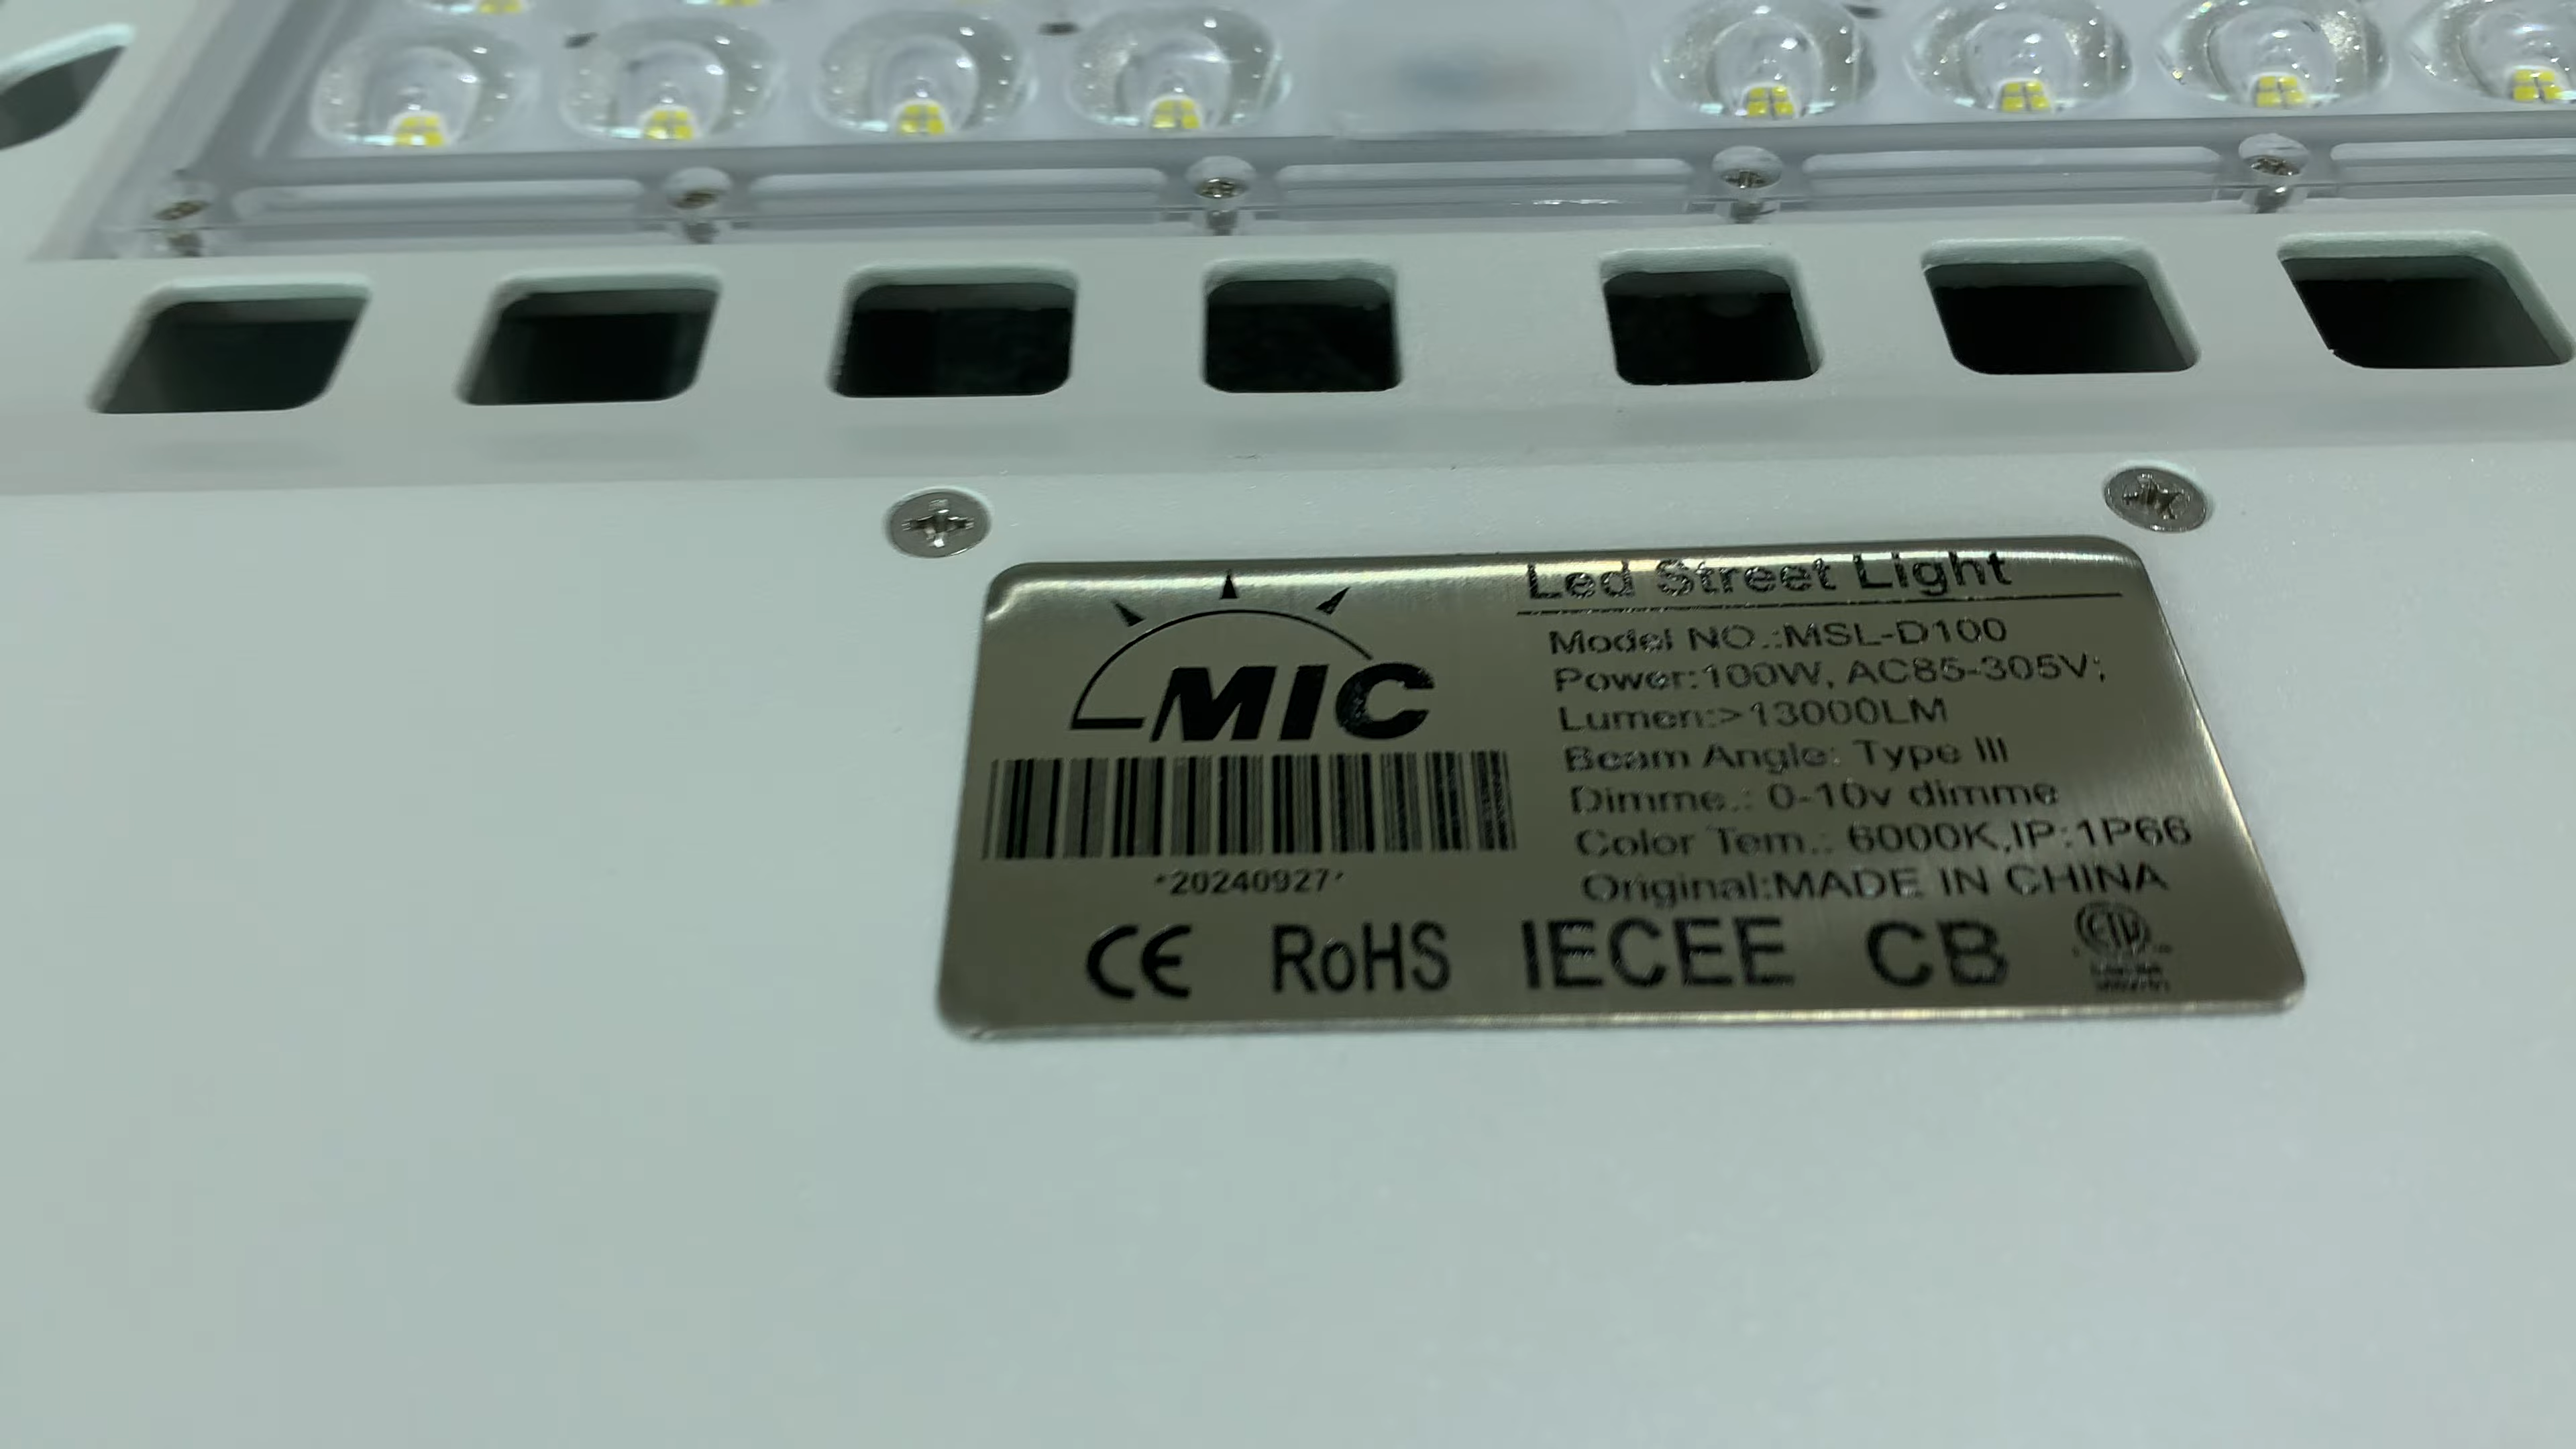 MIC
*20240927*
Led Street Light
Model NO.:MSL-D100
Power:100W, AC85-305V;
Lumen:>13000LM
Beam Angle: Type III
Dimme.: 0-10v dimme
Color Tem.: 6000K,IP:1P66
Original:MADE IN CHINA
CE RoHS IECEE CB